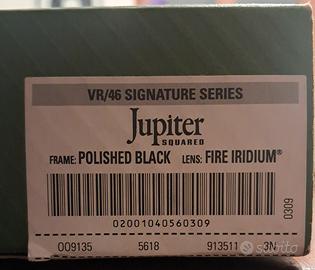 VR/46 SIGNATURE SERIES
Jupiter
SQUARED
FRAME: POLISHED BLACK LENS: FIRE IRIDIUM®
02001040560309
0309
009135 5618 913511 3N
subito